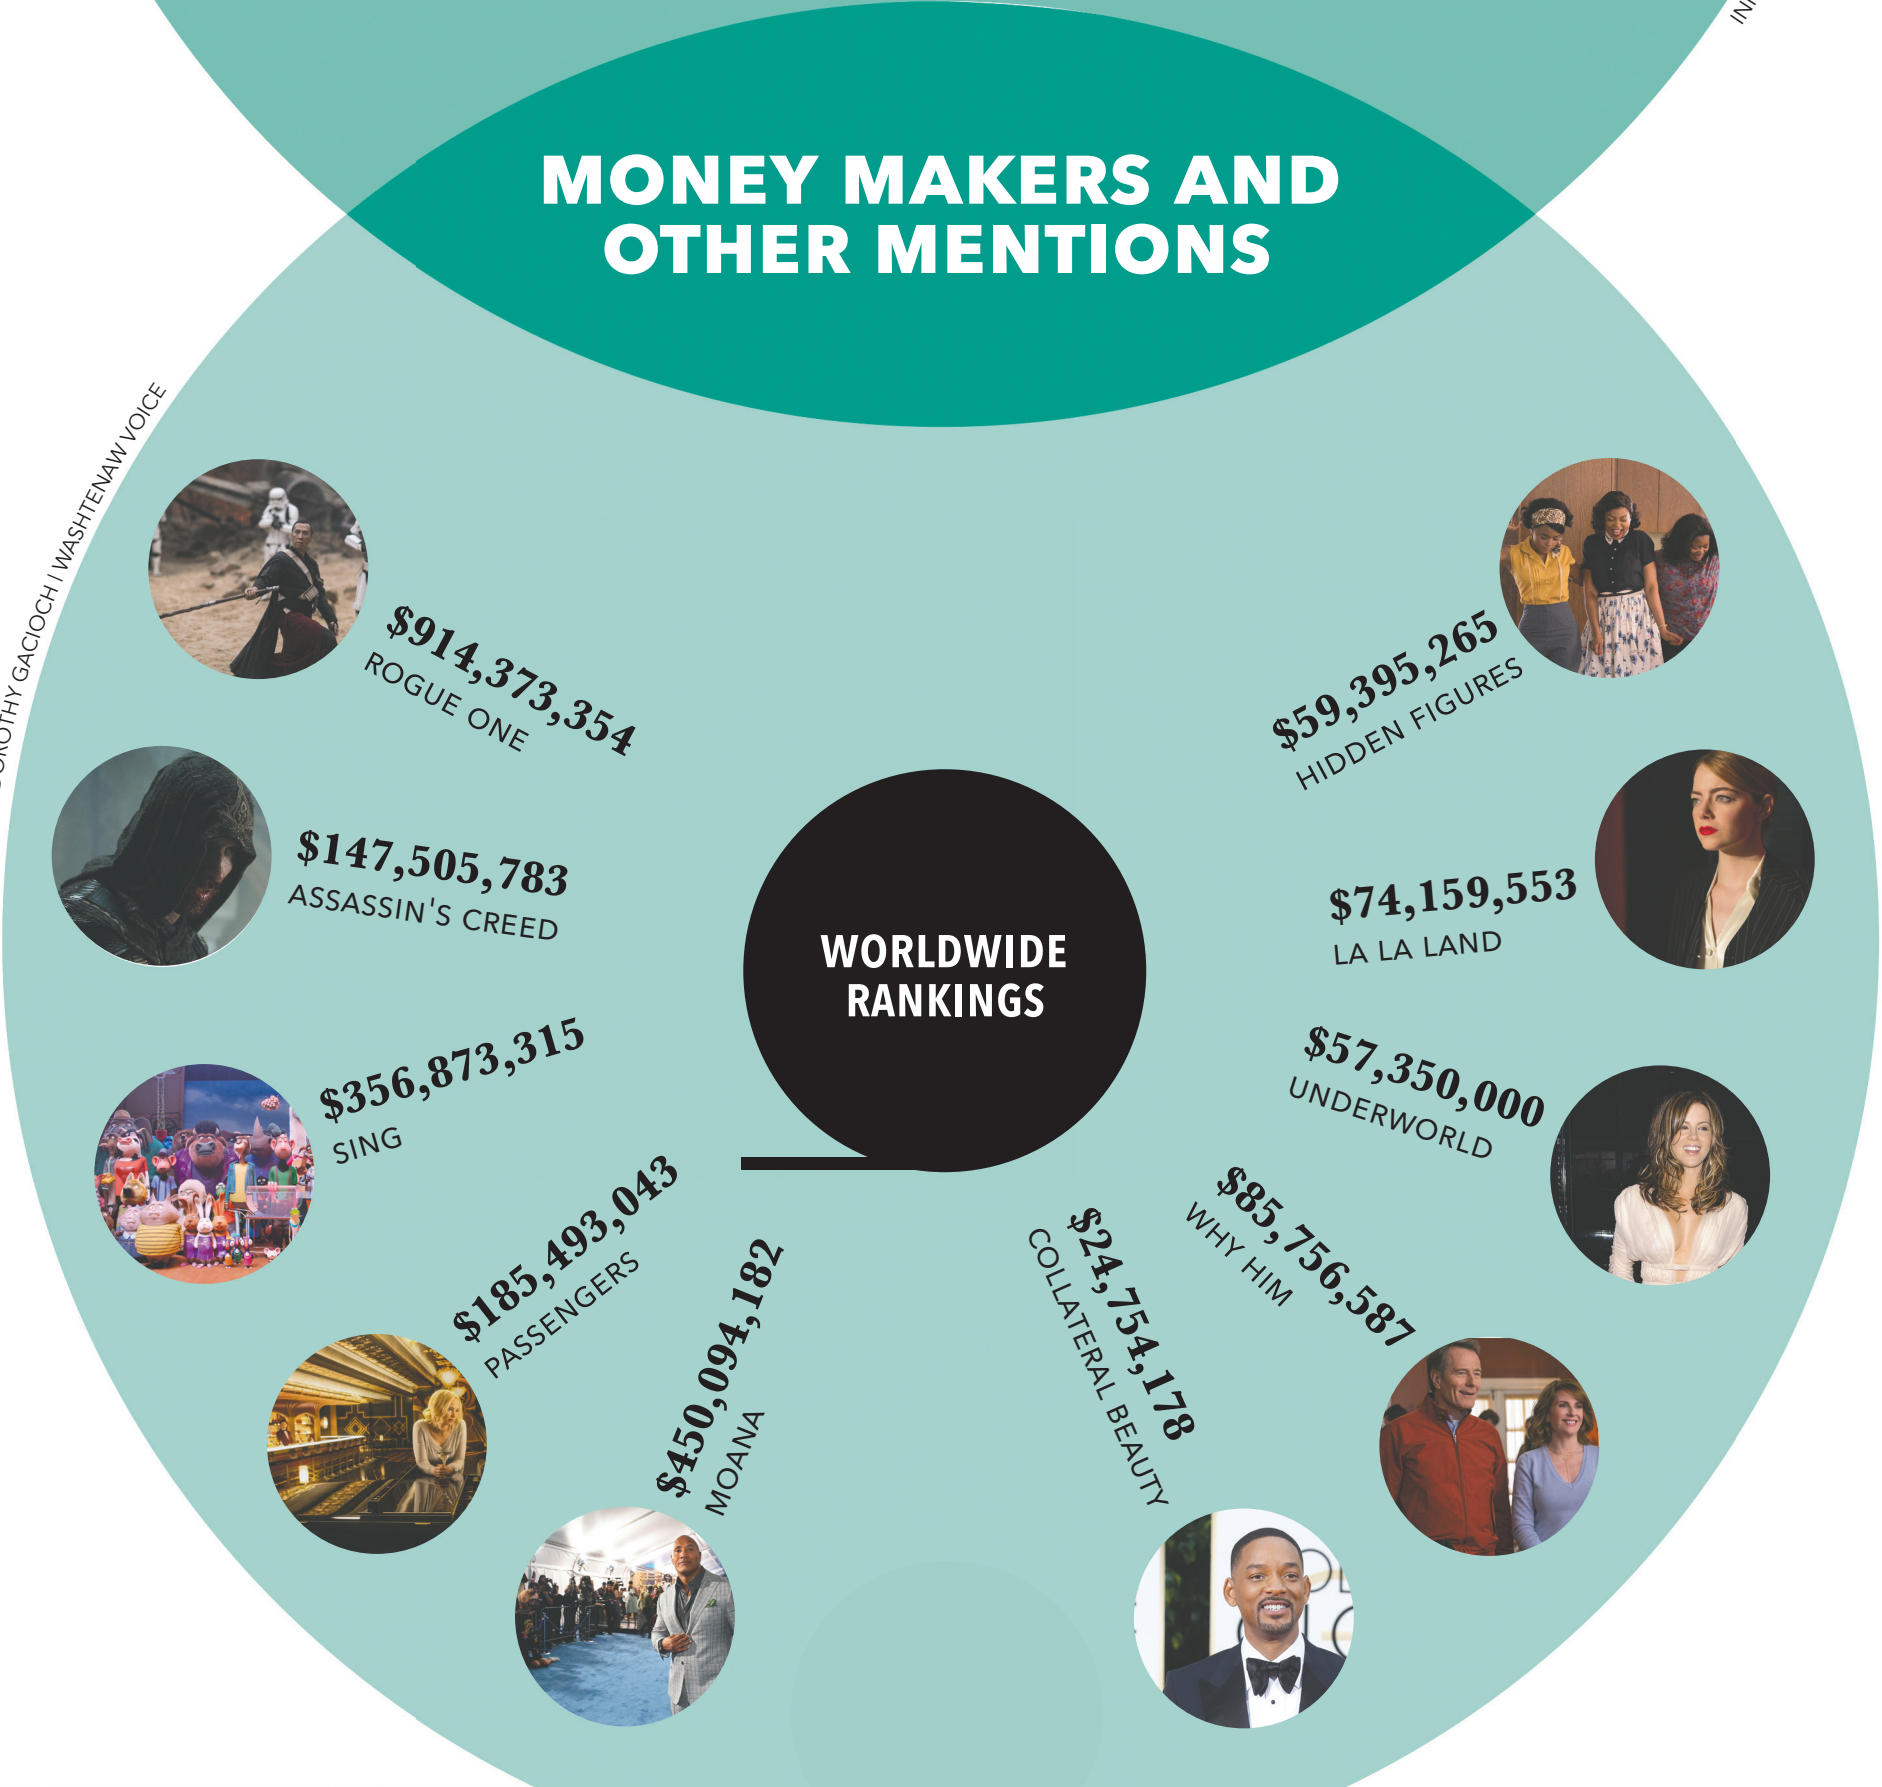 MONEY MAKERS AND
OTHER MENTIONS
GACIOCH | WASHTENAW VOICE
$914,373,354
ROGUE ONE
$147,505,783
ASSASSIN'S CREED
$356,873,315
SING
$185,493,043
PASSENGERS
$450,094,182
MOANA
WORLDWIDE
RANKINGS
$59,395,265
HIDDEN FIGURES
$74,159,553
LA LA LAND
$57,350,000
UNDERWORLD
$85,756,587
WHY HIM
$24,754,178
COLLATERAL BEAUTY